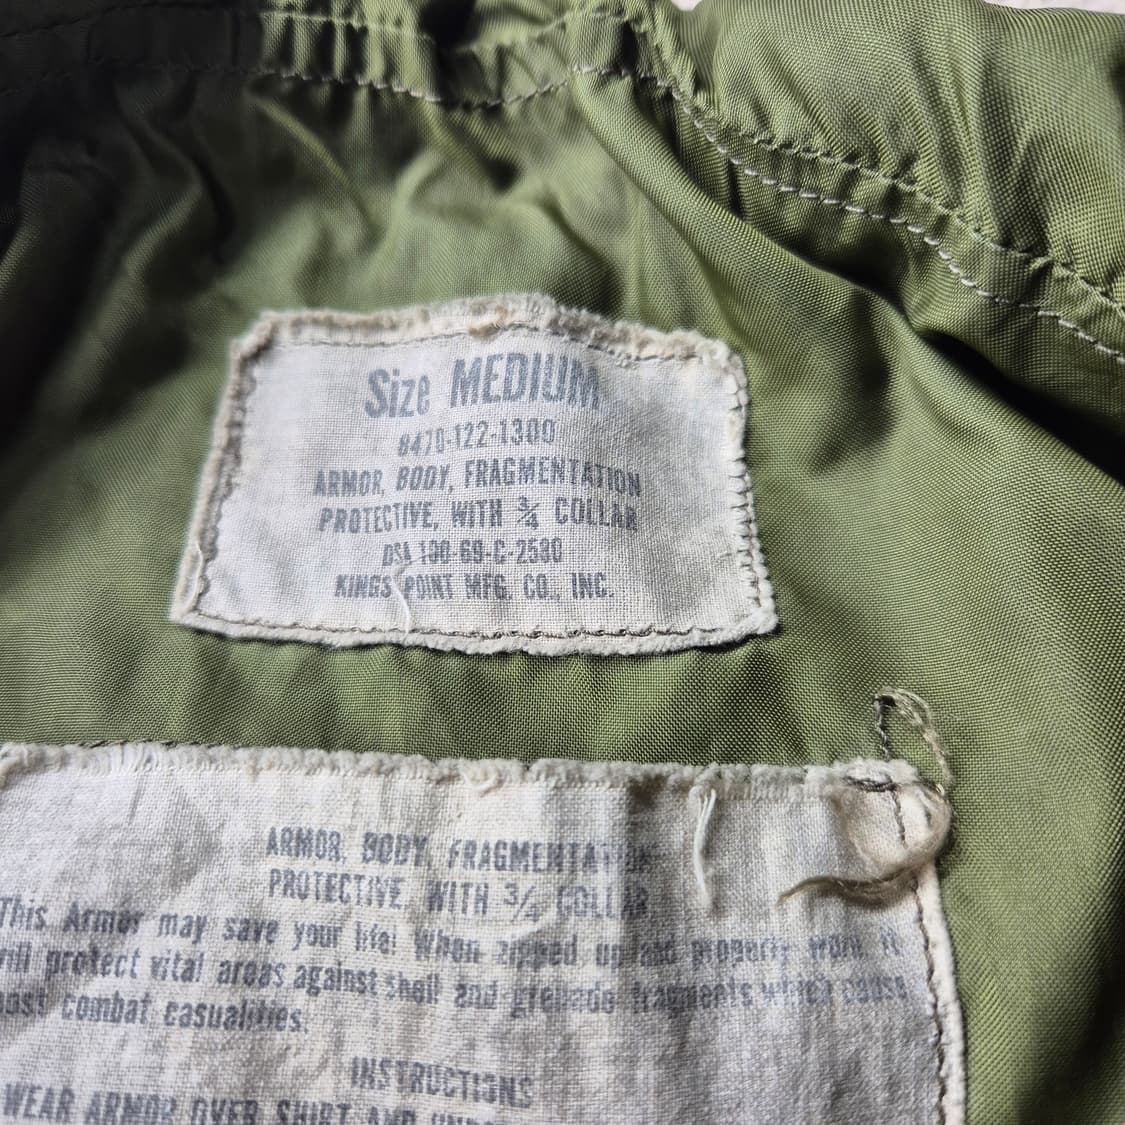 Size MEDIUM
8470-122-1300
ARMOR, BODY, FRAGMENTATION
PROTECTIVE, WITH ¾ COLLAR
DSA 100-69-C-2580
KINGS POINT MFG. CO., INC.
ARMOR, BODY, FRAGMENTATION
PROTECTIVE, WITH 3/4 COLLAR
This Armor may save your life! When zipped up and properly worn it
will protect vital areas against shell and grenade fragments which cause
most combat casualities.
INSTRUCTIONS
WEAR ARMOR OVER SHIRT AND